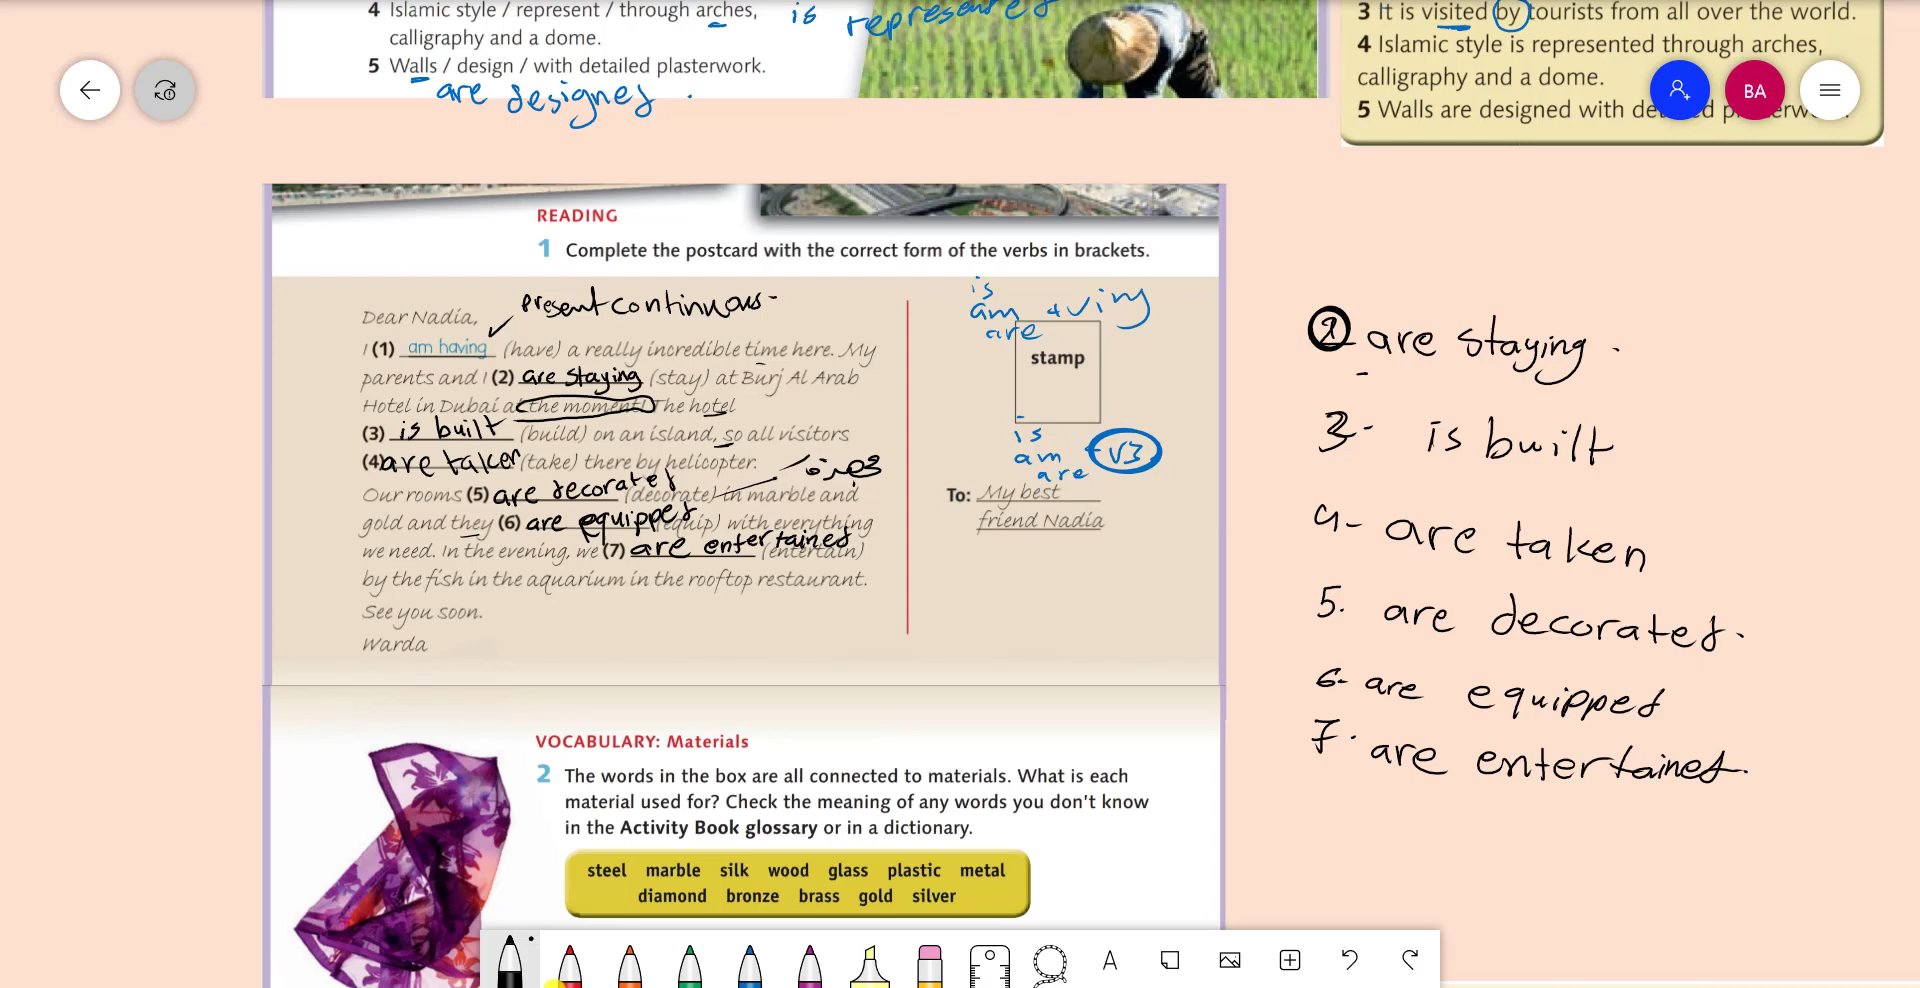 4 Islamic style / represent / through arches,
calligraphy and a dome.
is represented
5 Walls / design / with detailed plasterwork.
are designed.
3 It is visited by tourists from all over the world.
4 Islamic style is represented through arches,
calligraphy and a dome.
5 Walls are designed with
BA
READING
1 Complete the postcard with the correct form of the verbs in brackets.
present continuous-
Dear Nadia,
I (1) am having (have) a really incredible time here. My
parents and I (2) are staying (stay) at Burj Al Arab
Hotel in Dubai at the moment! The hotel
(3) is built (build) on an island, so all visitors
(4) are taken (take) there by helicopter.
Our rooms (5) are decorated (decorate) in marble and
gold and they (6) are equipped (equip) with everything
we need. In the evening, we (7) are entertained (entertain)
by the fish in the aquarium in the rooftop restaurant.
See you soon.
Warda
is
am + ving
are
stamp
is
am + v3
are
To: My best
friend Nadia
2 are staying.
3- is built
4- are taken
5. are decorated.
6- are equipped
7. are entertained.
VOCABULARY: Materials
2 The words in the box are all connected to materials. What is each
material used for? Check the meaning of any words you don't know
in the Activity Book glossary or in a dictionary.
steel marble silk wood glass plastic metal
diamond bronze brass gold silver
A